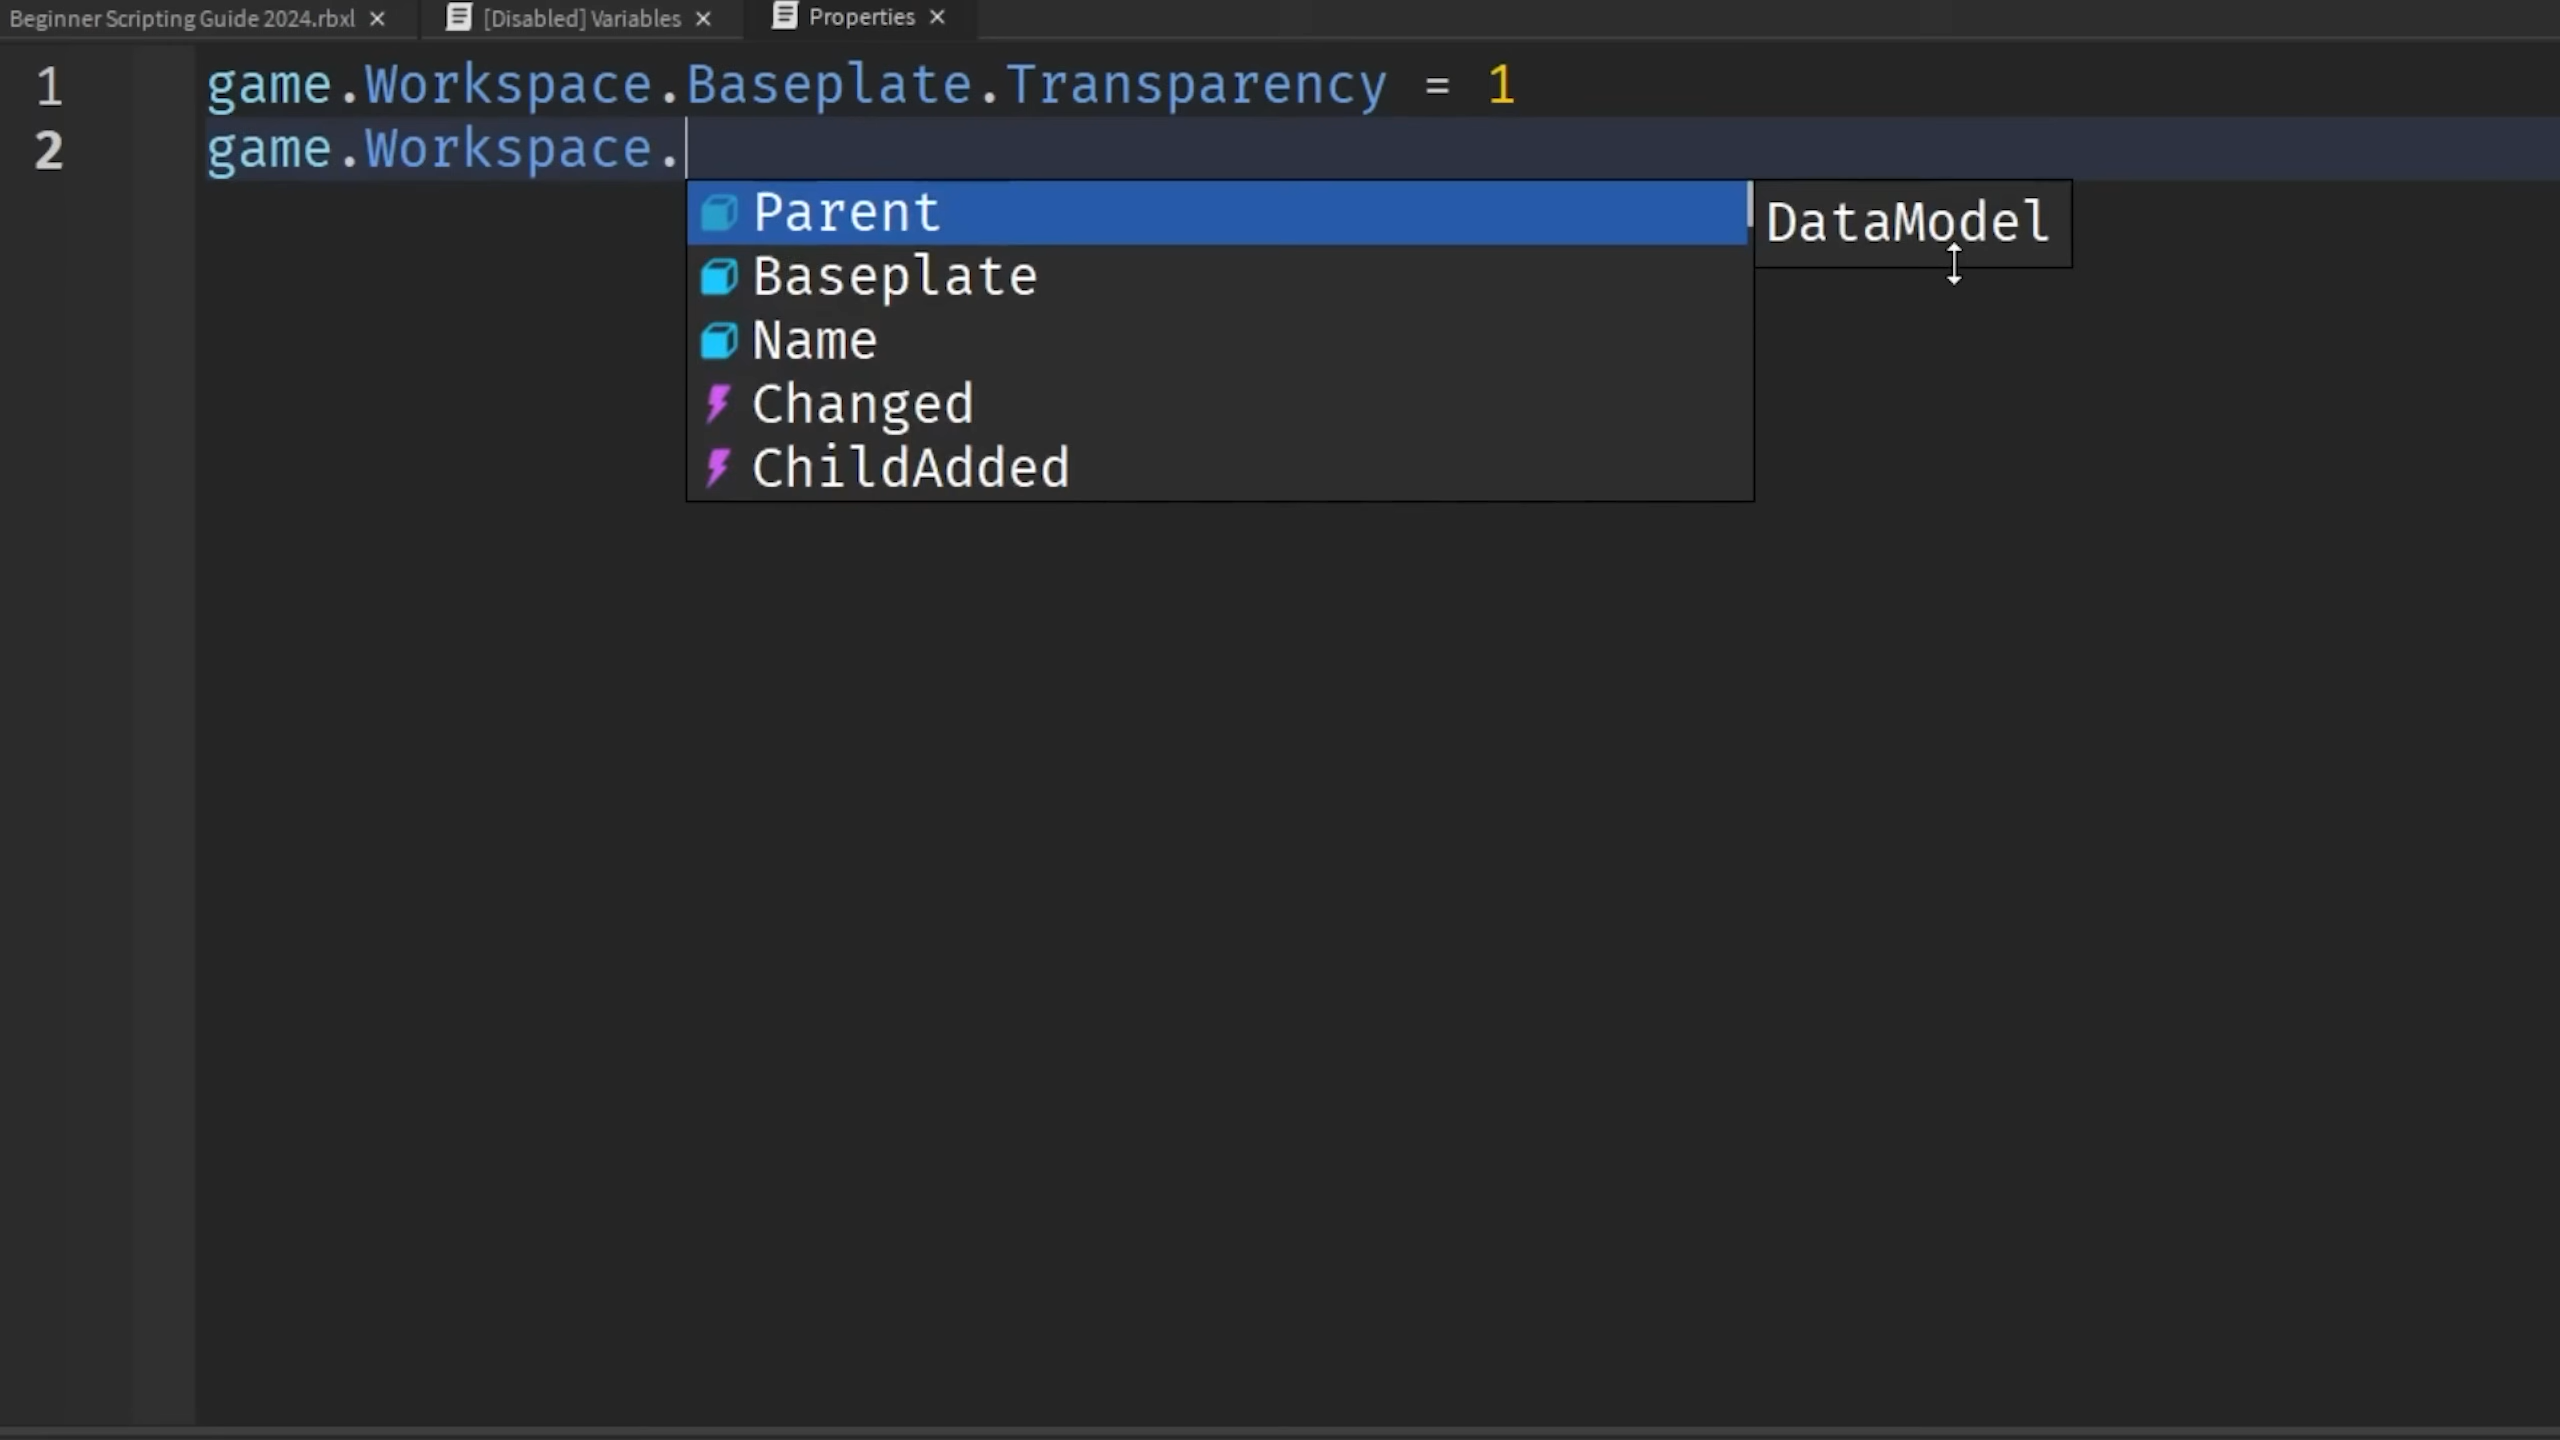 Beginner Scripting Guide 2024.rbxl [Disabled] Variables Properties
1 game.Workspace.Baseplate.Transparency = 1
2 game.Workspace.
Parent DataModel
Baseplate
Name
Changed
ChildAdded